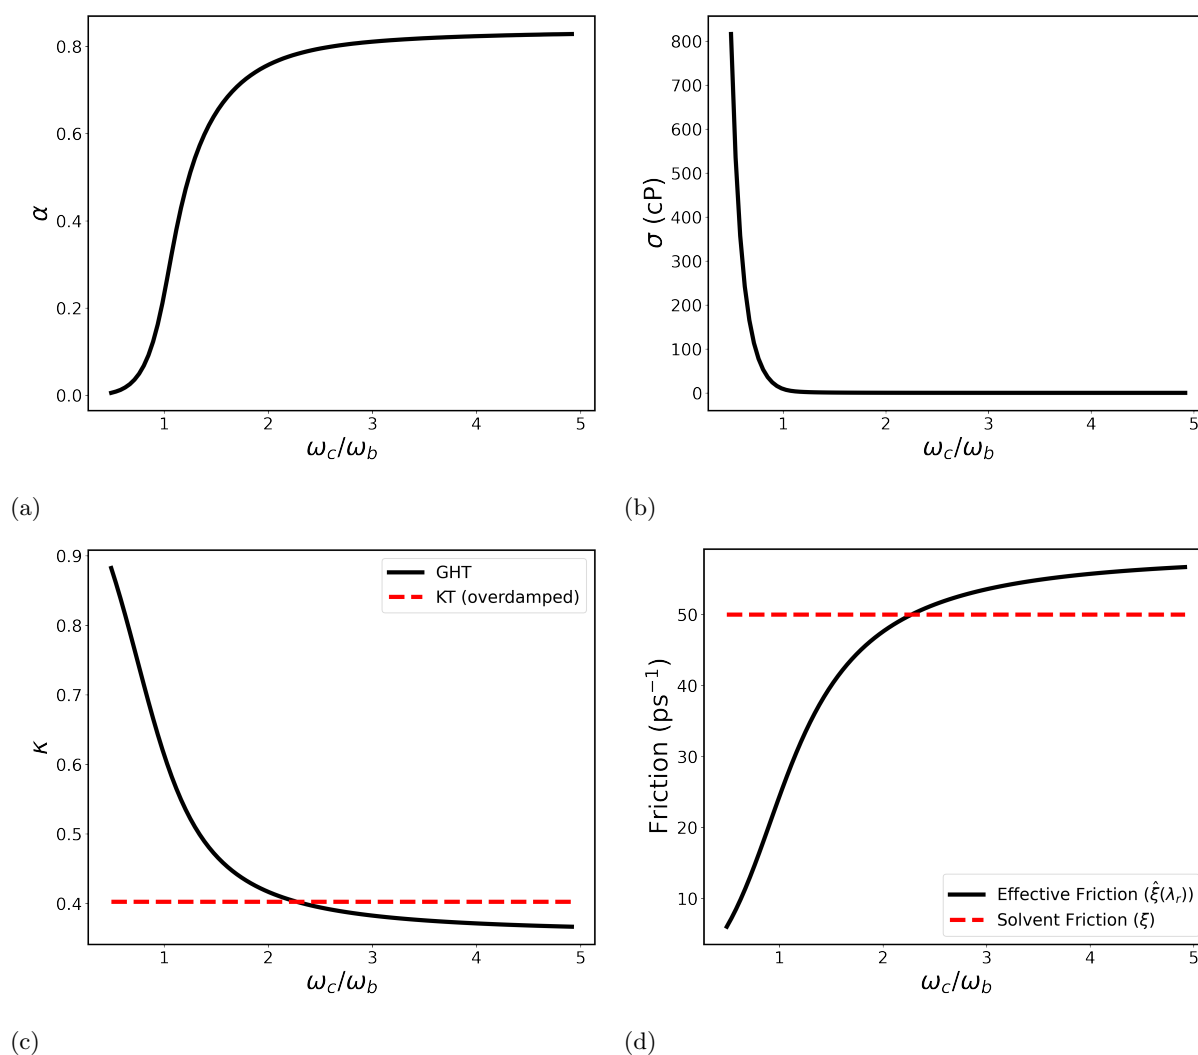 0.8
0.6
0.4
0.2
0.0
α
1 2 3 4 5
ω_c/ω_b
(a)
800
700
600
500
400
300
200
100
0
σ (cP)
1 2 3 4 5
ω_c/ω_b
(b)
0.9
0.8
0.7
0.6
0.5
0.4
κ
GHT
KT (overdamped)
1 2 3 4 5
ω_c/ω_b
(c)
50
50
40
30
20
10
Friction (ps⁻¹)
Effective Friction (ξ̂(λ_r))
Solvent Friction (ξ)
1 2 3 4 5
ω_c/ω_b
(d)